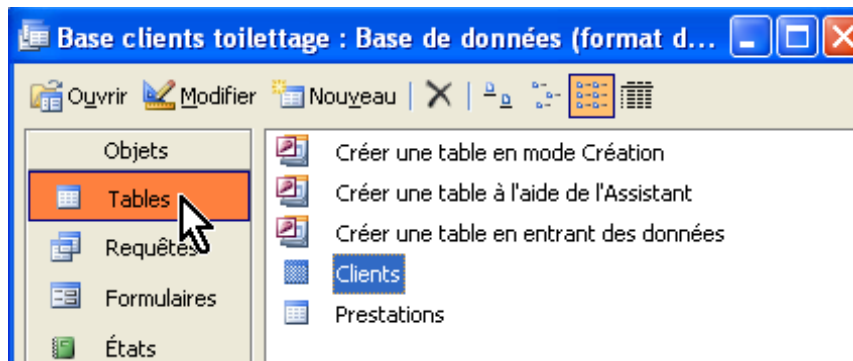 Base clients toilettage : Base de données (format d...
Ouvrir Modifier Nouveau
Objets
Tables
Requêtes
Formulaires
États
Créer une table en mode Création
Créer une table à l'aide de l'Assistant
Créer une table en entrant des données
Clients
Prestations